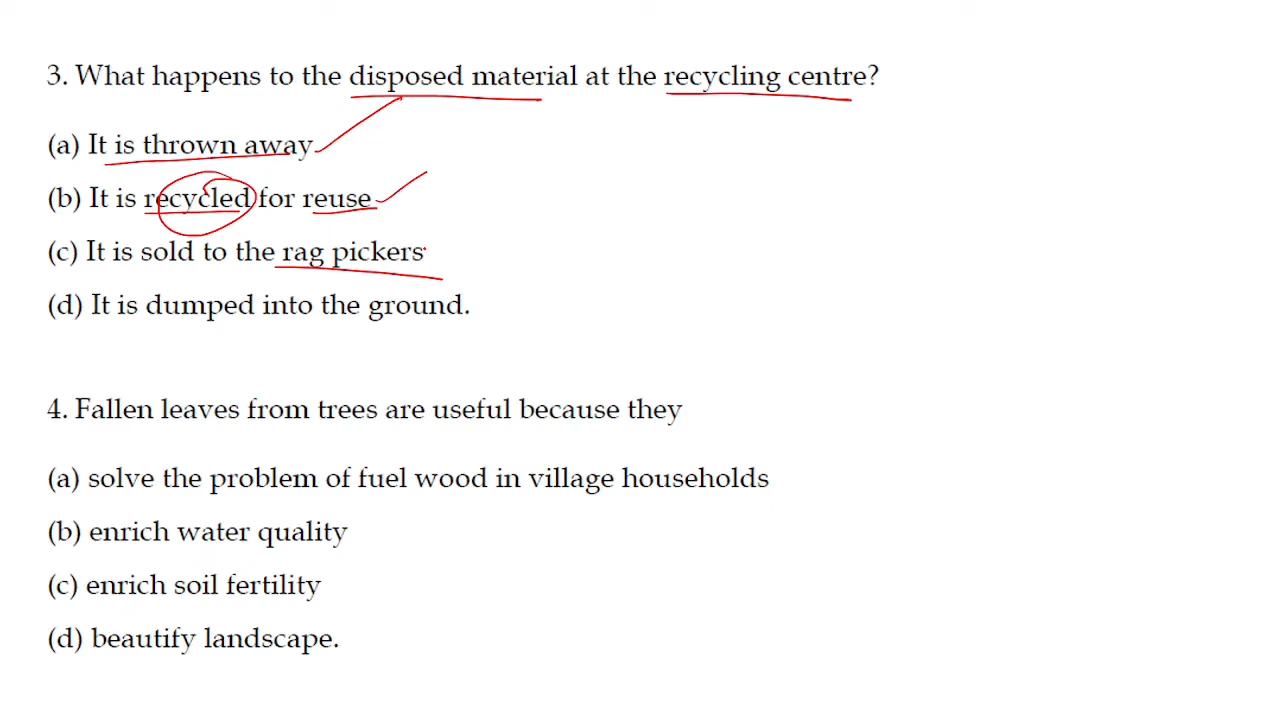 3. What happens to the disposed material at the recycling centre?
(a) It is thrown away
(b) It is recycled for reuse
(c) It is sold to the rag pickers
(d) It is dumped into the ground.
4. Fallen leaves from trees are useful because they
(a) solve the problem of fuel wood in village households
(b) enrich water quality
(c) enrich soil fertility
(d) beautify landscape.